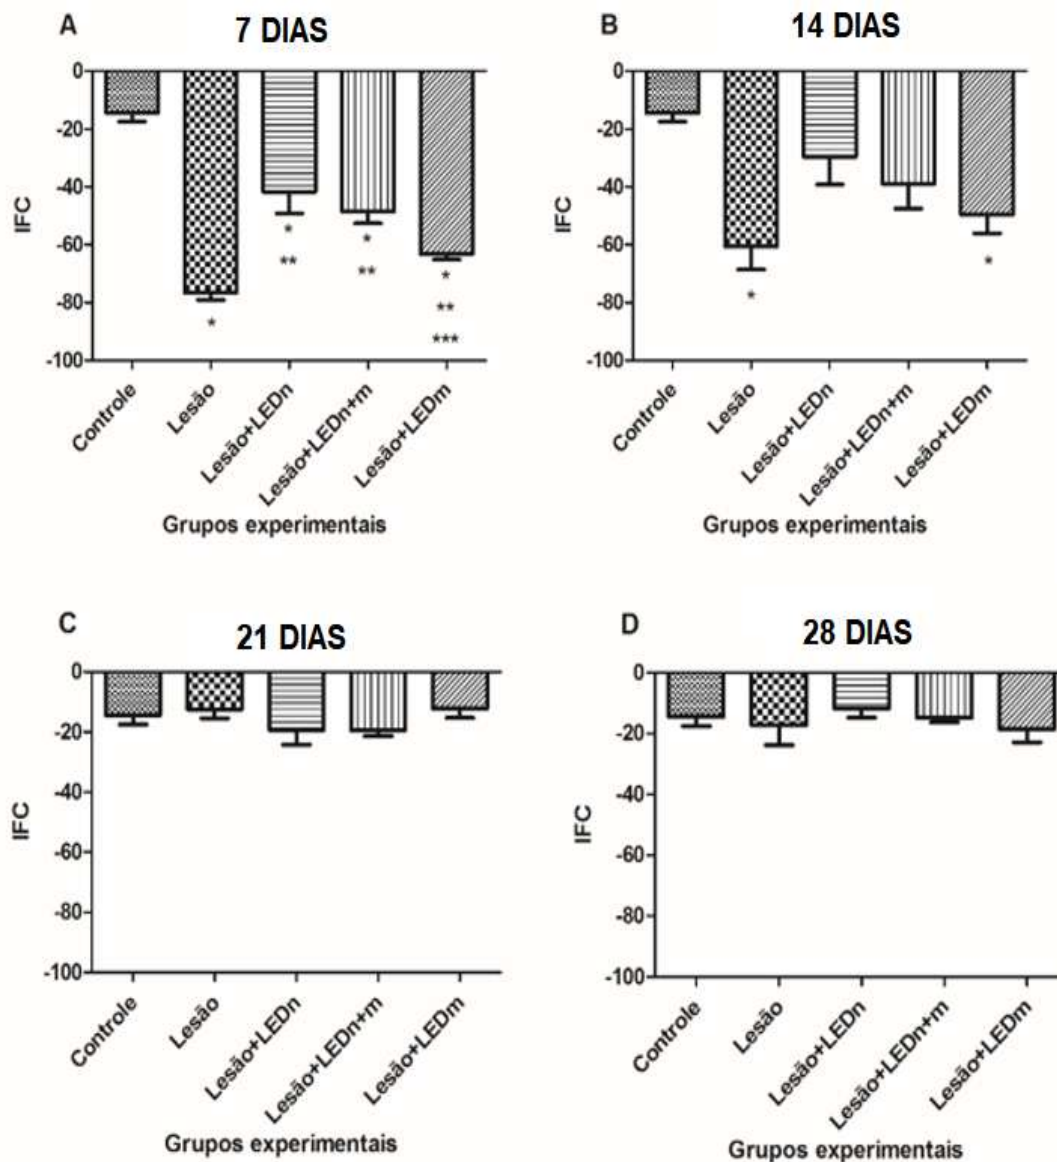 A
7 DIAS
0
-20
-40
-60
-80
-100
IFC
*
*
**
*
**
*
**
***
Controle
Lesão
Lesão+LEDn
Lesão+LEDn+m
Lesão+LEDm
Grupos experimentais
B
14 DIAS
0
-20
-40
-60
-80
-100
IFC
*
*
Controle
Lesão
Lesão+LEDn
Lesão+LEDn+m
Lesão+LEDm
Grupos experimentais
C
21 DIAS
0
-20
-40
-60
-80
-100
IFC
Controle
Lesão
Lesão+LEDn
Lesão+LEDn+m
Lesão+LEDm
Grupos experimentais
D
28 DIAS
0
-20
-40
-60
-80
-100
IFC
Controle
Lesão
Lesão+LEDn
Lesão+LEDn+m
Lesão+LEDm
Grupos experimentais